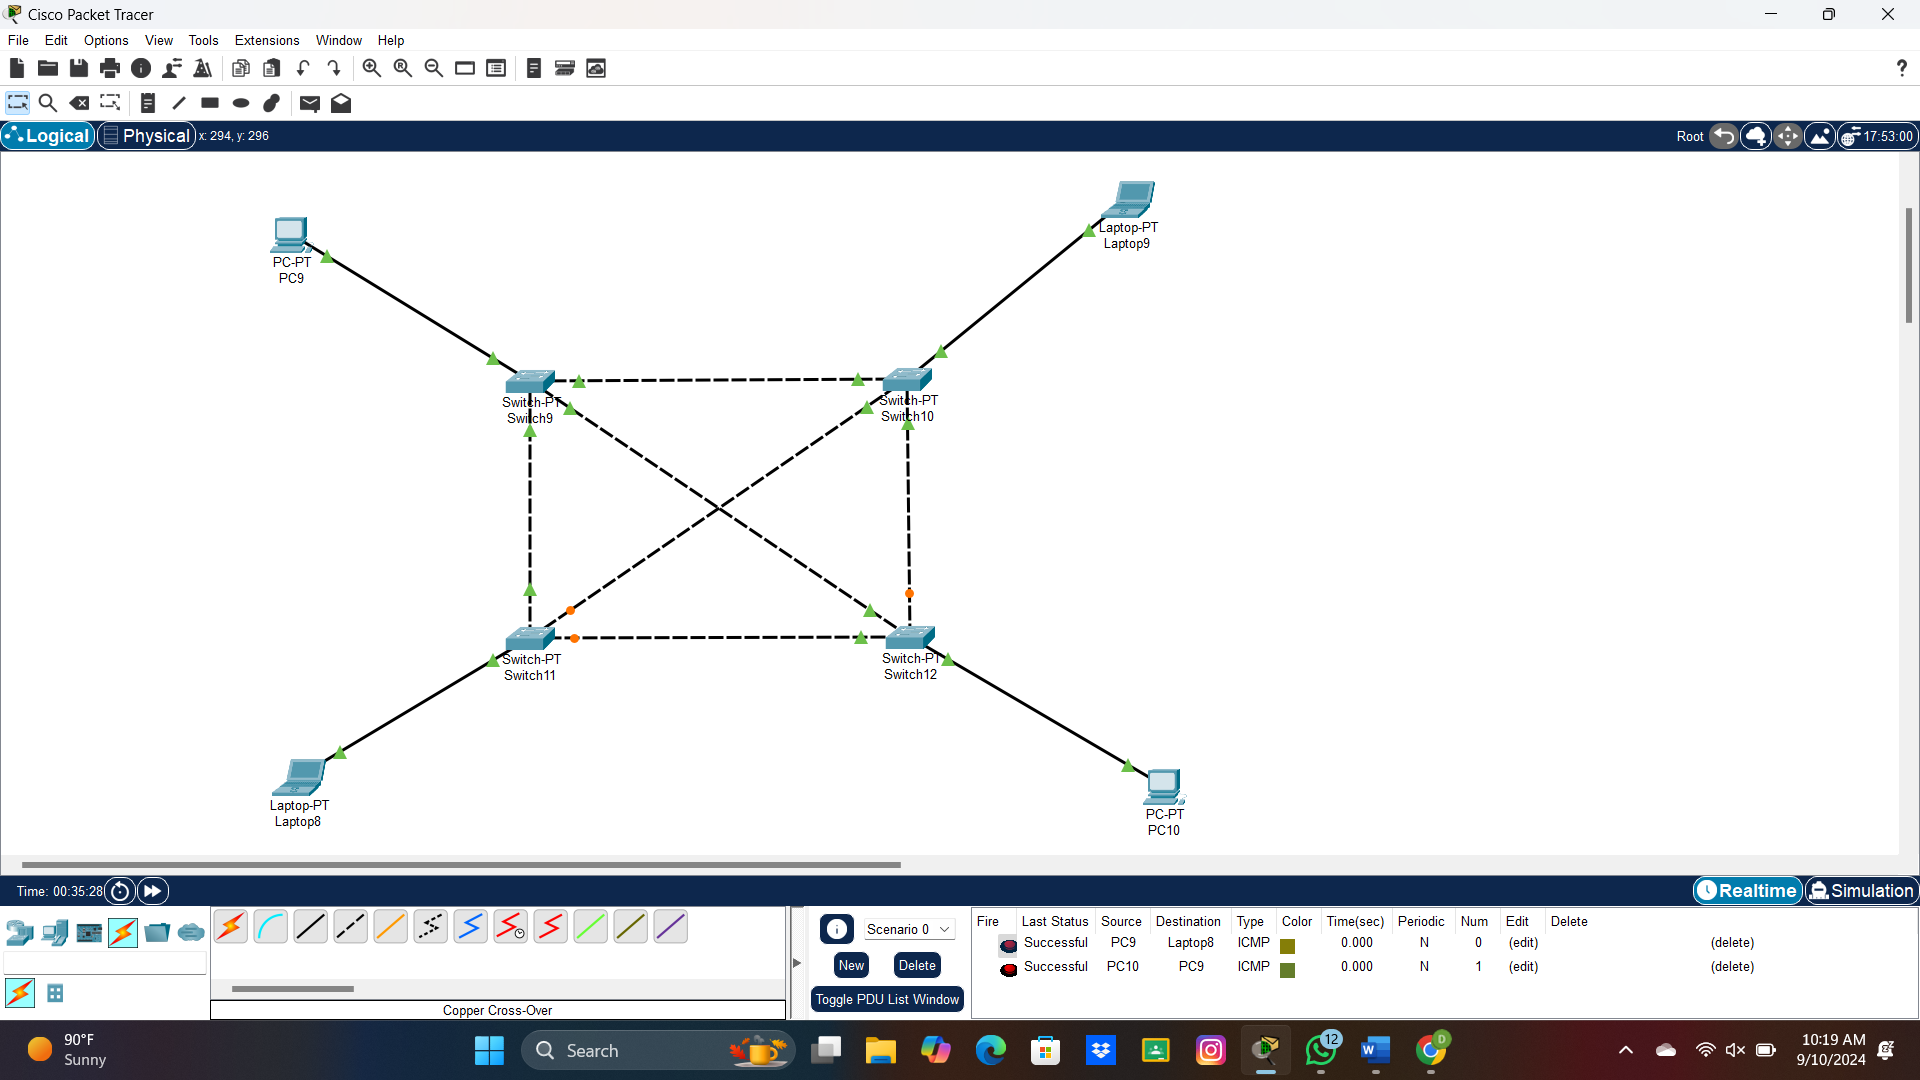 Cisco Packet Tracer
File Edit Options View Tools Extensions Window Help
?
Logical Physical x: 294, y: 296 Root 17:53:00
PC-PT
PC9
Laptop-PT
Laptop9
Switch-PT
Switch9
Switch-PT
Switch10
Switch-PT
Switch11
Switch-PT
Switch12
Laptop-PT
Laptop8
PC-PT
PC10
Time: 00:35:28 Realtime Simulation
Scenario 0
New Delete
Toggle PDU List Window
Fire Last Status Source Destination Type Color Time(sec) Periodic Num Edit Delete
Successful PC9 Laptop8 ICMP 0.000 N 0 (edit) (delete)
Successful PC10 PC9 ICMP 0.000 N 1 (edit) (delete)
Copper Cross-Over
90°F
Sunny
Search
12
D
10:19 AM
9/10/2024